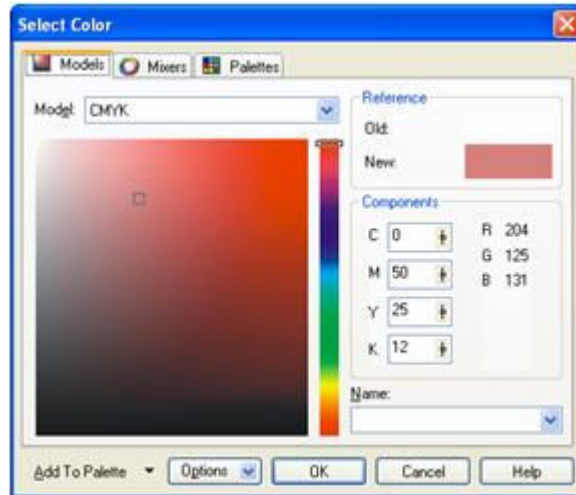 Select Color
Models Mixers Palettes
Model: CMYK
Reference
Old:
New:
Components
C 0 R 204
G 125
M 50 B 131
Y 25
K 12
Name:
Add To Palette Options OK Cancel Help